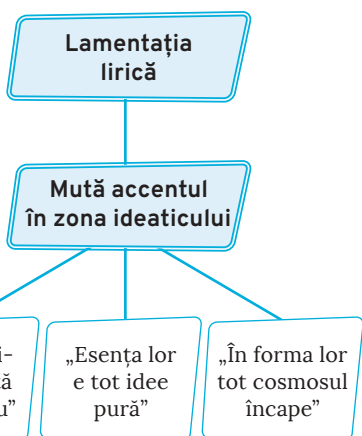 Lamentația
lirică
Mută accentul
în zona ideaticului
„Esența lor
e tot idee
pură”
„În forma lor
tot cosmosul
încape”